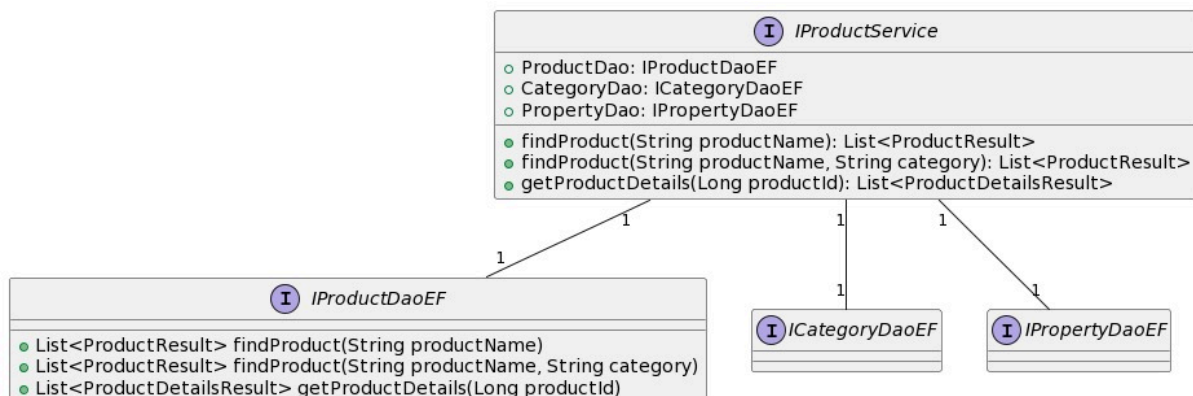 I IProductService
ProductDao: IProductDaoEF
CategoryDao: ICategoryDaoEF
PropertyDao: IPropertyDaoEF
findProduct(String productName): List<ProductResult>
findProduct(String productName, String category): List<ProductResult>
getProductDetails(Long productId): List<ProductDetailsResult>
1 1 1
1 1 1
I IProductDaoEF
I ICategoryDaoEF
I IPropertyDaoEF
List<ProductResult> findProduct(String productName)
List<ProductResult> findProduct(String productName, String category)
List<ProductDetailsResult> getProductDetails(Long productId)